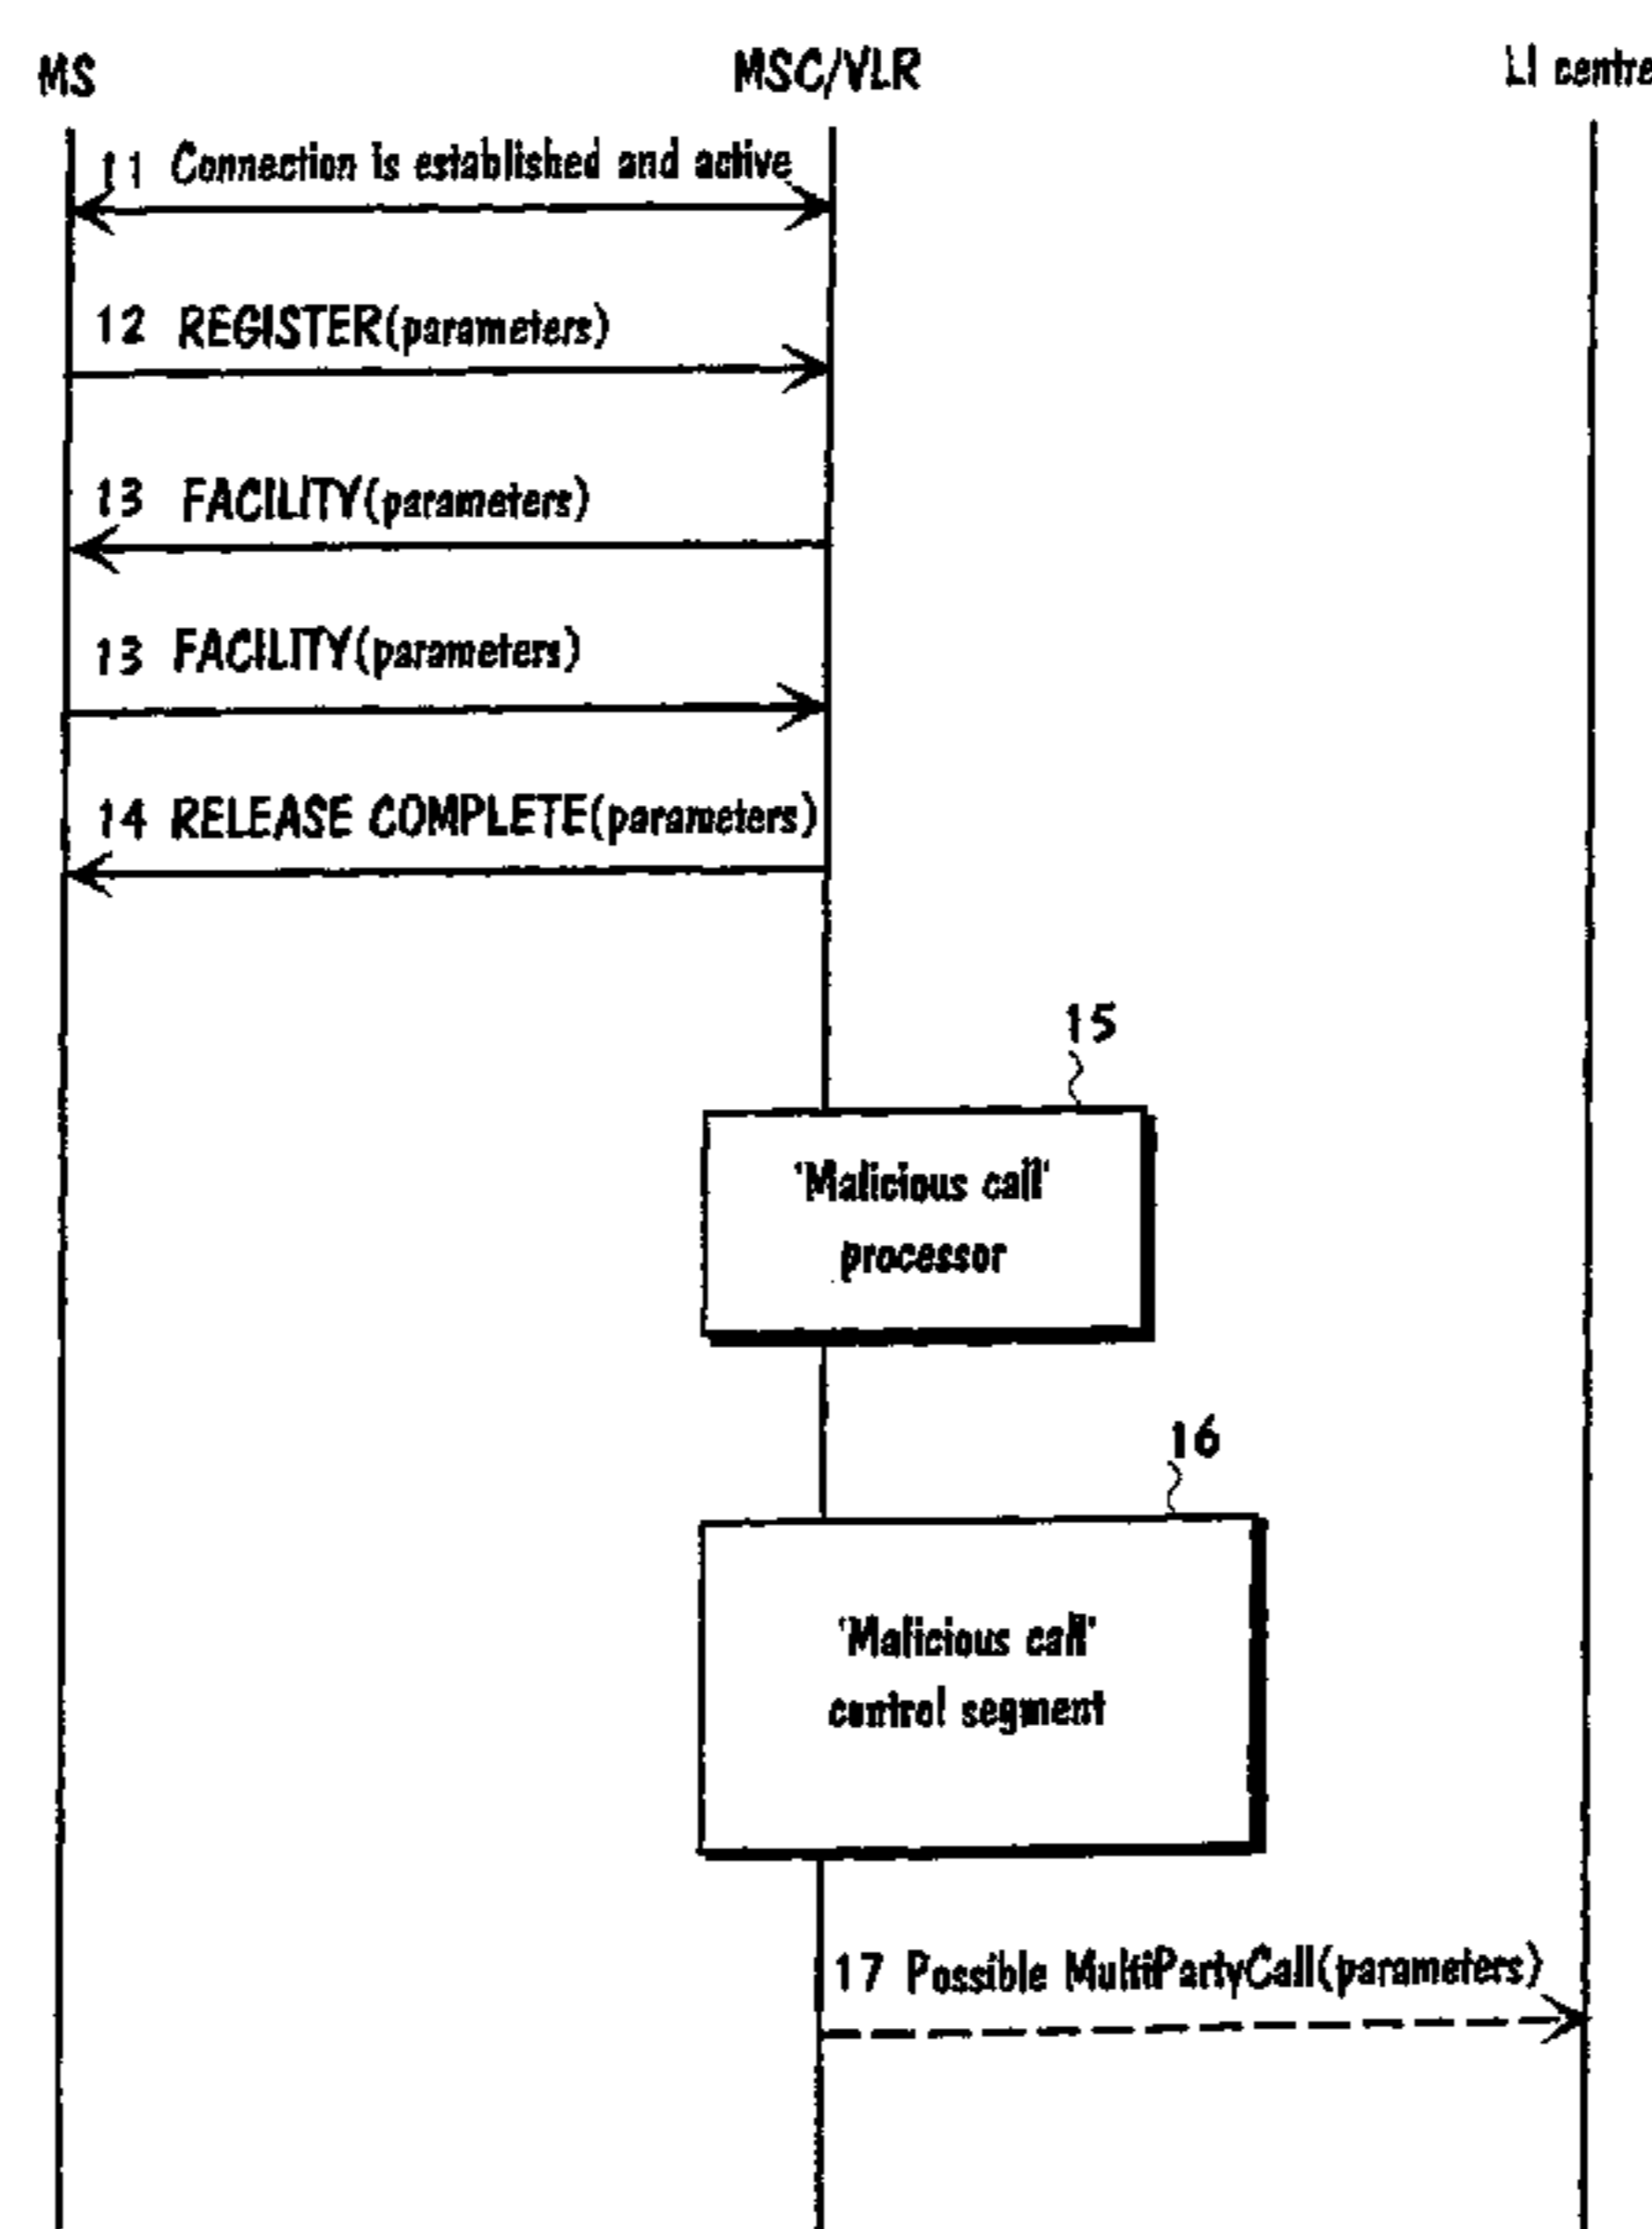 MS MSC/VLR LI centre
11 Connection is established and active
12 REGISTER(parameters)
13 FACILITY(parameters)
13 FACILITY(parameters)
14 RELEASE COMPLETE(parameters)
15
'Malicious call'
processor
16
'Malicious call'
control segment
17 Possible MultiPartyCall(parameters)